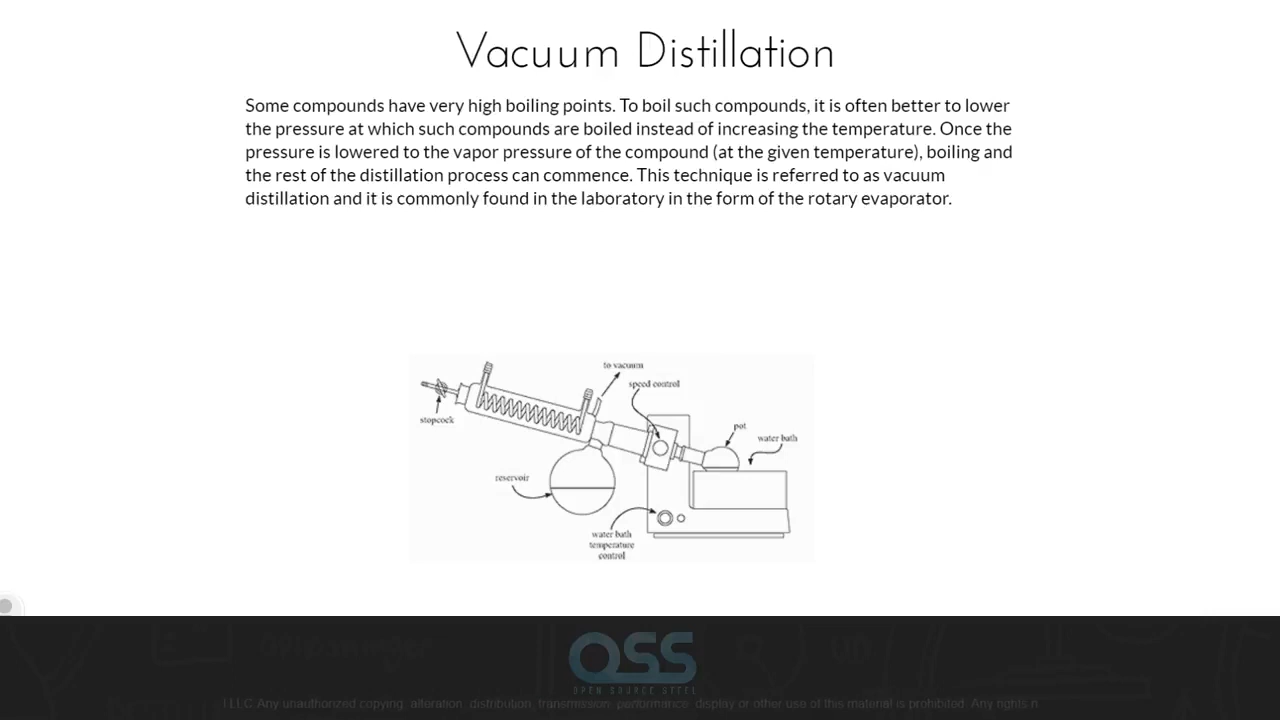 Vacuum Distillation
Some compounds have very high boiling points. To boil such compounds, it is often better to lower
the pressure at which such compounds are boiled instead of increasing the temperature. Once the
pressure is lowered to the vapor pressure of the compound (at the given temperature), boiling and
the rest of the distillation process can commence. This technique is referred to as vacuum
distillation and it is commonly found in the laboratory in the form of the rotary evaporator.
to vacuum
speed control
stopcock
pot
water bath
reservoir
water bath
temperature
control
OSS
OPEN SOURCE STEEL
LLC Any unauthorized copying, alteration, distribution, transmission, performance, display or other use of this material is prohibited. Any rights n